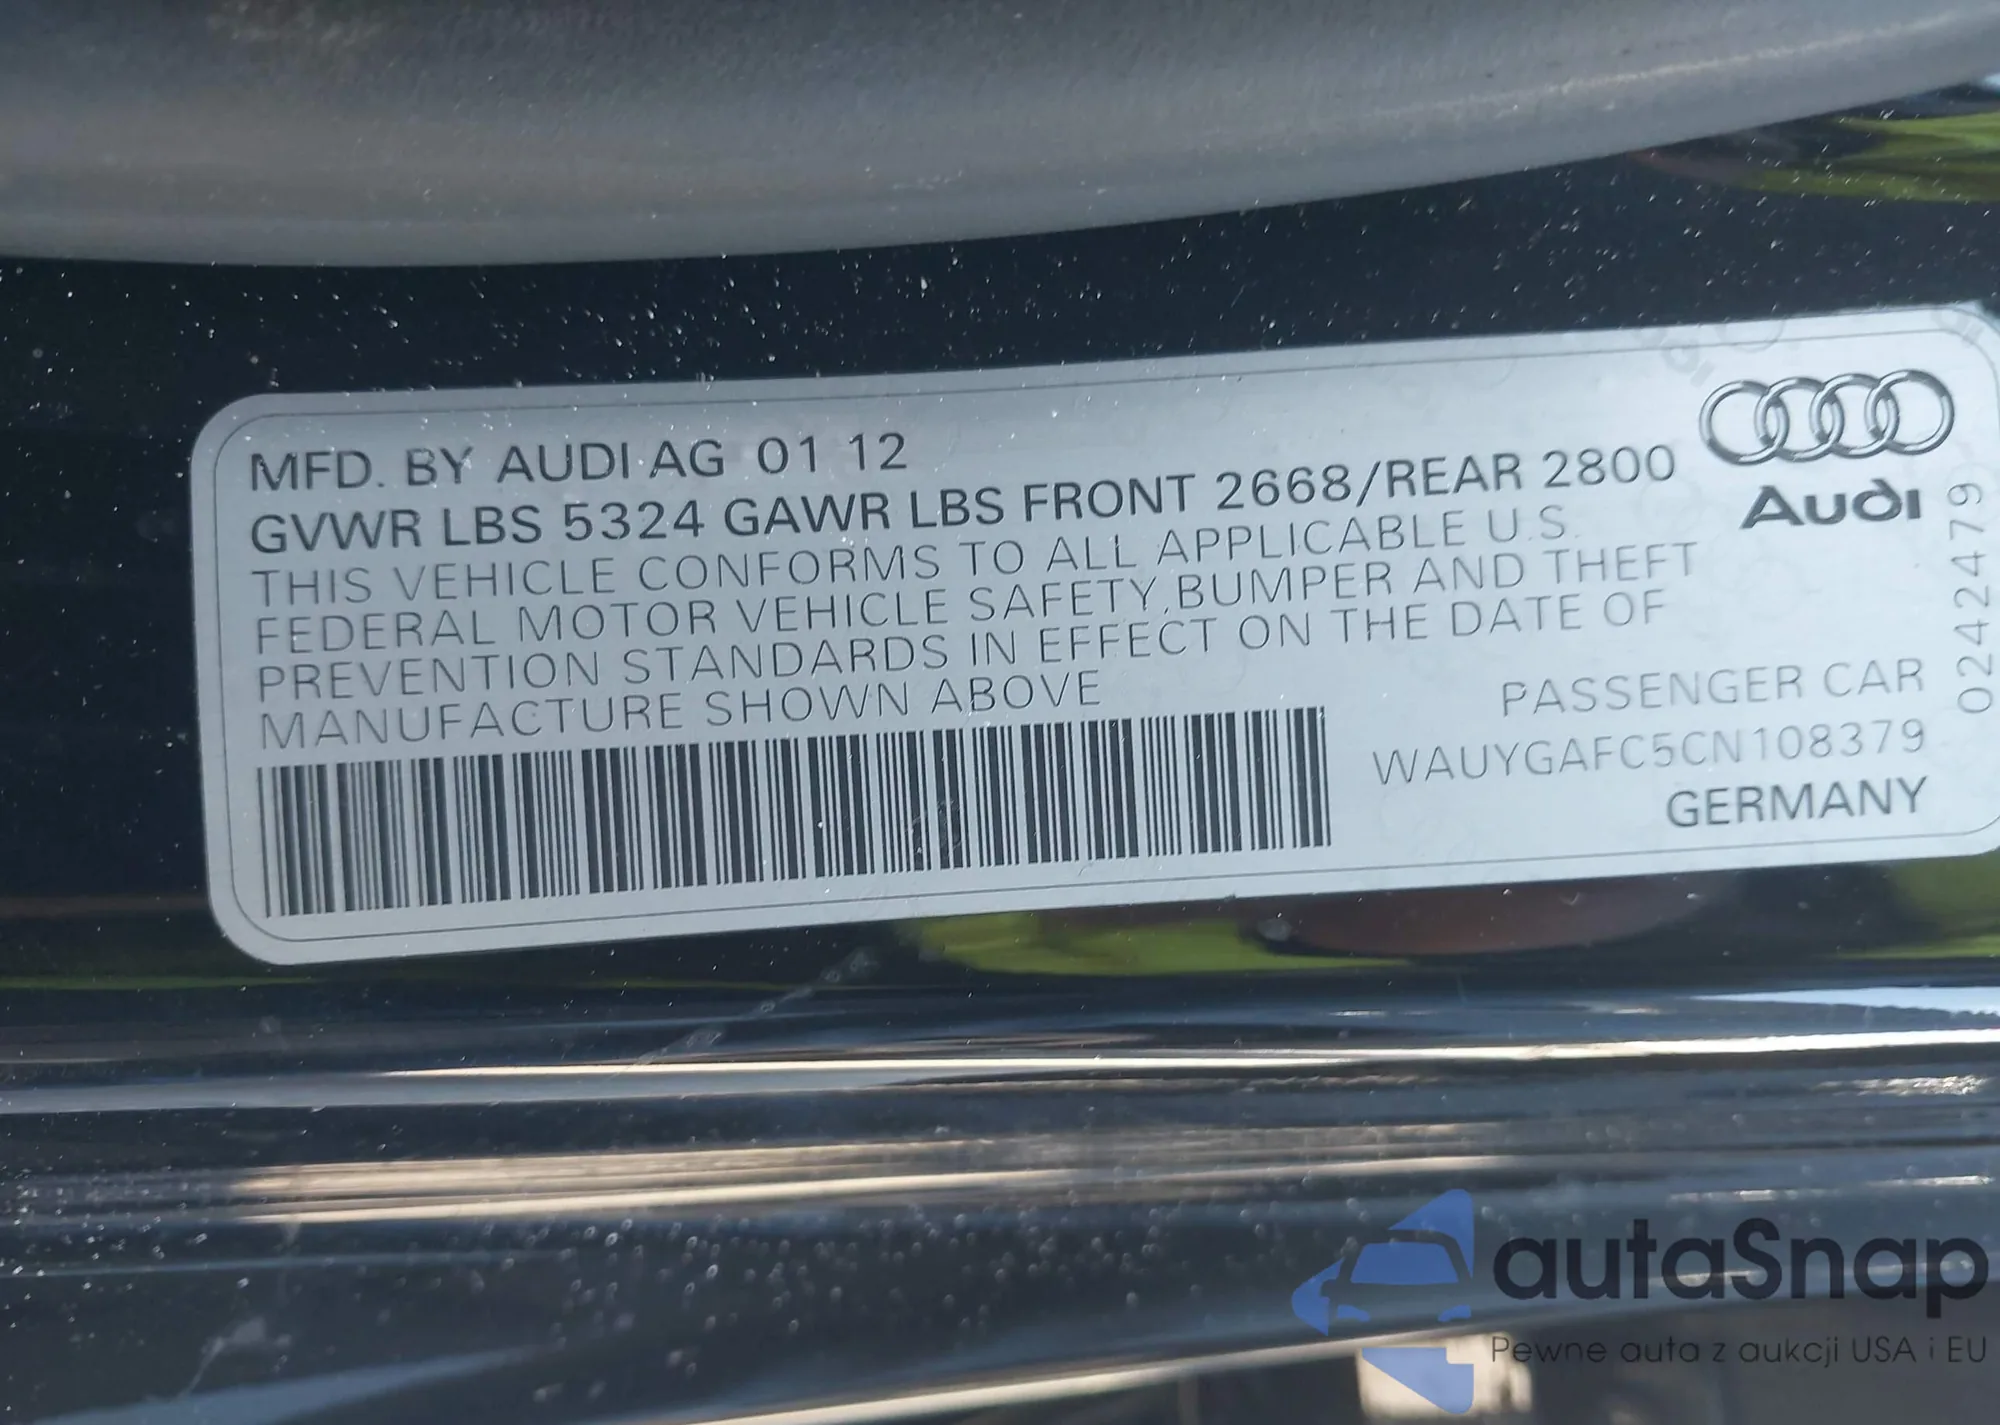 MFD. BY AUDI AG 01 12
GVWR LBS 5324 GAWR LBS FRONT 2668/REAR 2800
THIS VEHICLE CONFORMS TO ALL APPLICABLE U.S.
FEDERAL MOTOR VEHICLE SAFETY,BUMPER AND THEFT
PREVENTION STANDARDS IN EFFECT ON THE DATE OF
MANUFACTURE SHOWN ABOVE
Audi
0242479
PASSENGER CAR
WAUYGAFC5CN108379
GERMANY
autaSnap
Pewne auta z aukcji USA i EU